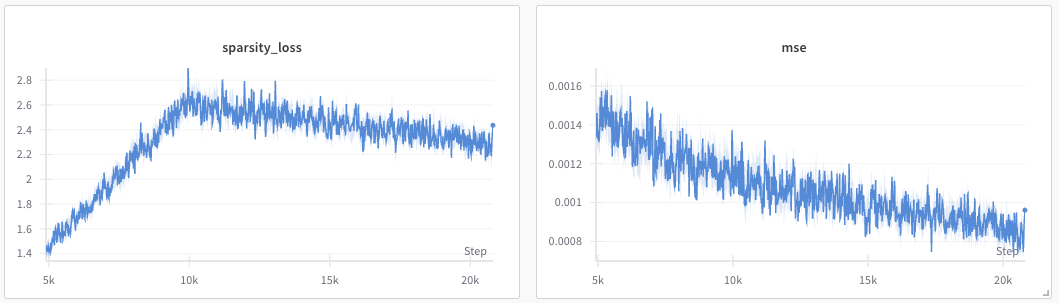 sparsity_loss
2.8
2.6
2.4
2.2
2
1.8
1.6
1.4
Step
5k
10k
15k
20k
mse
0.0016
0.0014
0.0012
0.001
0.0008
Step
5k
10k
15k
20k